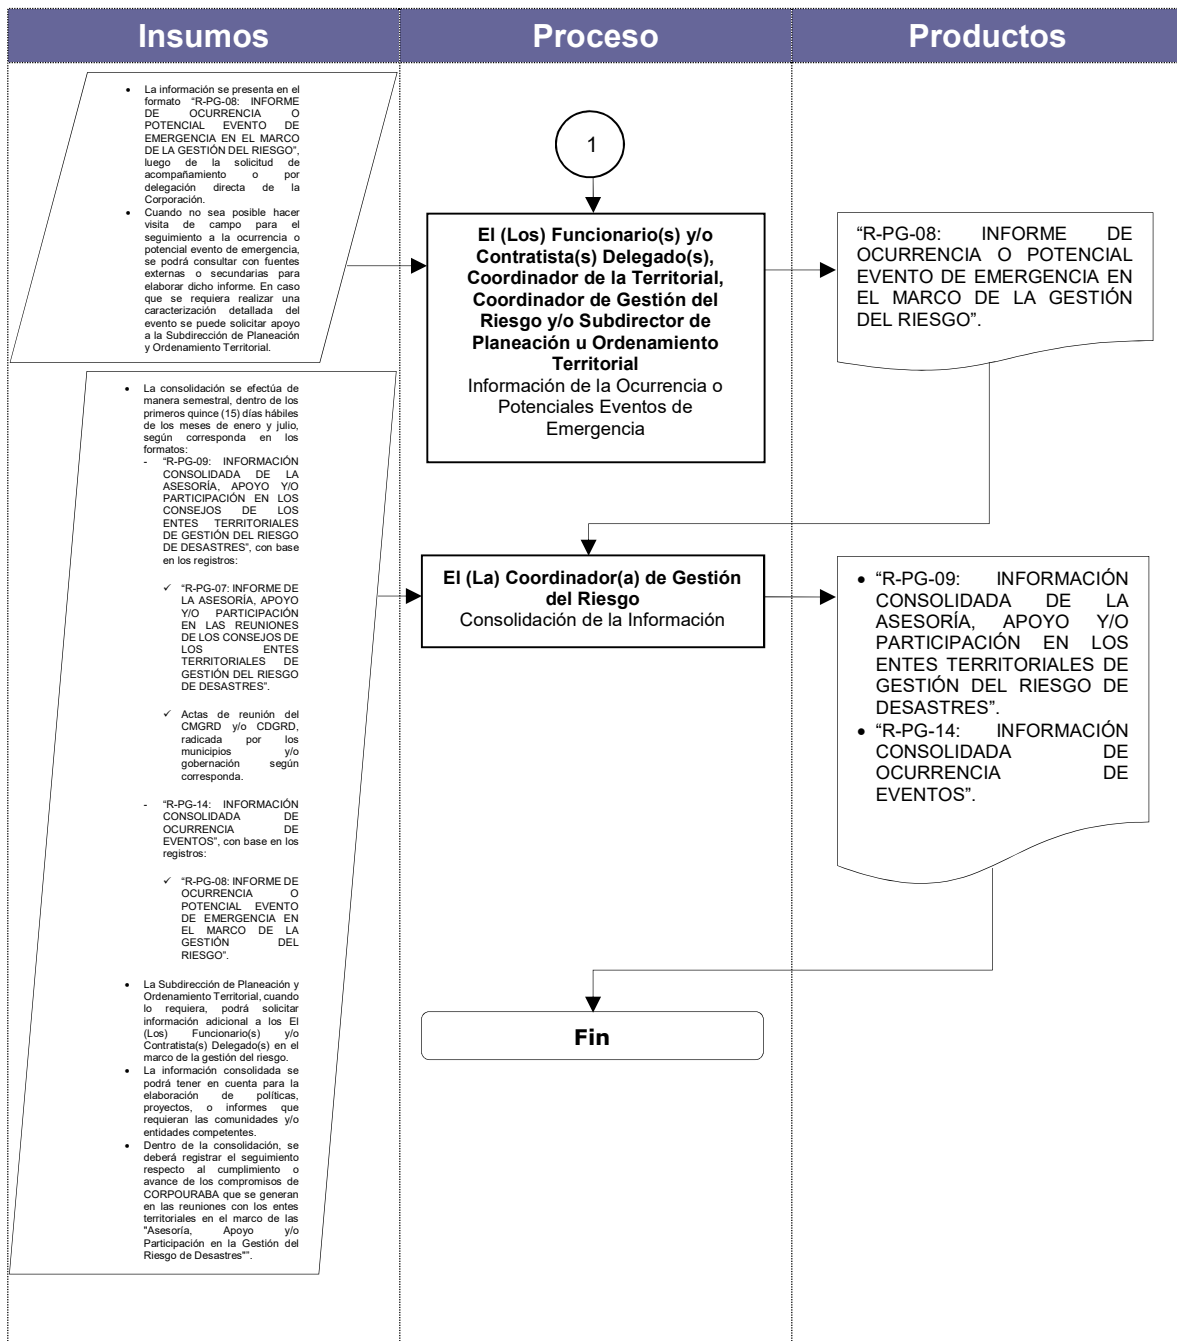 Insumos
Proceso
Productos
• La información se presenta en el
formato “R-PG-08: INFORME
DE OCURRENCIA O
POTENCIAL EVENTO DE
EMERGENCIA EN EL MARCO
DE LA GESTIÓN DEL RIESGO”,
luego de la solicitud de
acompañamiento o por
delegación directa de la
Corporación.
• Cuando no sea posible hacer
visita de campo para el
seguimiento a la ocurrencia o
potencial evento de emergencia,
se podrá consultar con fuentes
externas o secundarias para
elaborar dicho informe. En caso
que se requiera realizar una
caracterización detallada del
evento se puede solicitar apoyo
a la Subdirección de Planeación
y Ordenamiento Territorial.
1
El (Los) Funcionario(s) y/o
Contratista(s) Delegado(s),
Coordinador de la Territorial,
Coordinador de Gestión del
Riesgo y/o Subdirector de
Planeación u Ordenamiento
Territorial
Información de la Ocurrencia o
Potenciales Eventos de
Emergencia
“R-PG-08: INFORME DE
OCURRENCIA O POTENCIAL
EVENTO DE EMERGENCIA EN
EL MARCO DE LA GESTIÓN
DEL RIESGO”.
• La consolidación se efectúa de
manera semestral, dentro de los
primeros quince (15) días hábiles
de los meses de enero y julio,
según corresponda en los
formatos:
- “R-PG-09: INFORMACIÓN
CONSOLIDADA DE LA
ASESORÍA, APOYO Y/O
PARTICIPACIÓN EN LOS
CONSEJOS DE LOS
ENTES TERRITORIALES
DE GESTIÓN DEL RIESGO
DE DESASTRES”, con base
en los registros:
✓ “R-PG-07: INFORME DE
LA ASESORÍA, APOYO
Y/O PARTICIPACIÓN
EN LAS REUNIONES
DE LOS CONSEJOS DE
LOS ENTES
TERRITORIALES DE
GESTIÓN DEL RIESGO
DE DESASTRES”.
✓ Actas de reunión del
CMGRD y/o CDGRD,
radicada por los
municipios y/o
gobernación según
corresponda.
- “R-PG-14: INFORMACIÓN
CONSOLIDADA DE
OCURRENCIA DE
EVENTOS”, con base en los
registros:
✓ “R-PG-08: INFORME DE
OCURRENCIA O
POTENCIAL EVENTO
DE EMERGENCIA EN
EL MARCO DE LA
GESTIÓN DEL
RIESGO”.
• La Subdirección de Planeación y
Ordenamiento Territorial, cuando
lo requiera, podrá solicitar
información adicional a los El
(Los) Funcionario(s) y/o
Contratista(s) Delegado(s) en el
marco de la gestión del riesgo.
• La información consolidada se
podrá tener en cuenta para la
elaboración de políticas,
proyectos, o informes que
requieran las comunidades y/o
entidades competentes.
• Dentro de la consolidación, se
deberá registrar el seguimiento
respecto al cumplimiento o
avance de los compromisos de
CORPOURABA que se generan
en las reuniones con los entes
territoriales en el marco de las
"Asesoría, Apoyo y/o
Participación en la Gestión del
Riesgo de Desastres"”.
El (La) Coordinador(a) de Gestión
del Riesgo
Consolidación de la Información
• “R-PG-09: INFORMACIÓN
CONSOLIDADA DE LA
ASESORÍA, APOYO Y/O
PARTICIPACIÓN EN LOS
ENTES TERRITORIALES DE
GESTIÓN DEL RIESGO DE
DESASTRES”.
• “R-PG-14: INFORMACIÓN
CONSOLIDADA DE
OCURRENCIA DE
EVENTOS”.
Fin